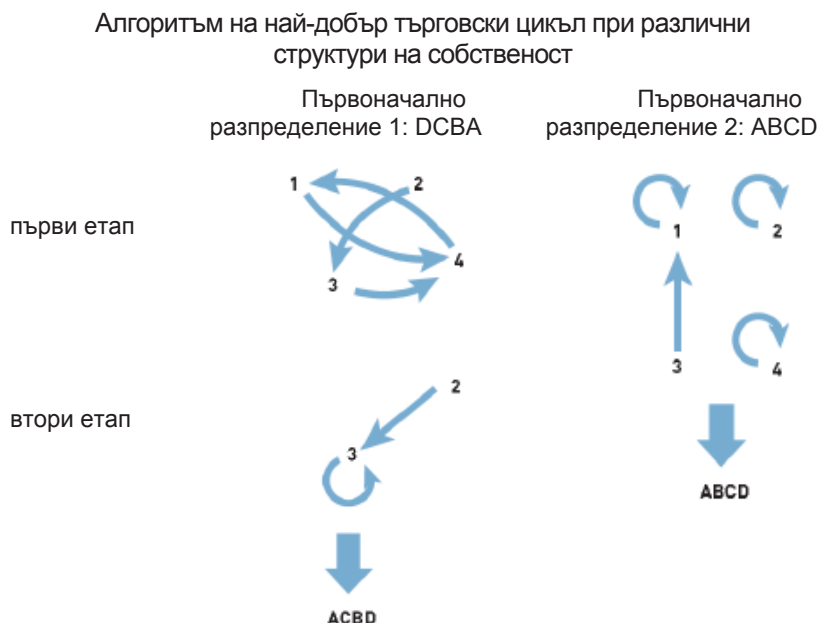 Алгоритъм на най-добър търговски цикъл при различни
структури на собственост
Първоначално
разпределение 1: DCBA
Първоначално
разпределение 2: ABCD
първи етап
1
2
3
4
1
2
3
4
втори етап
2
3
ABCD
ACBD